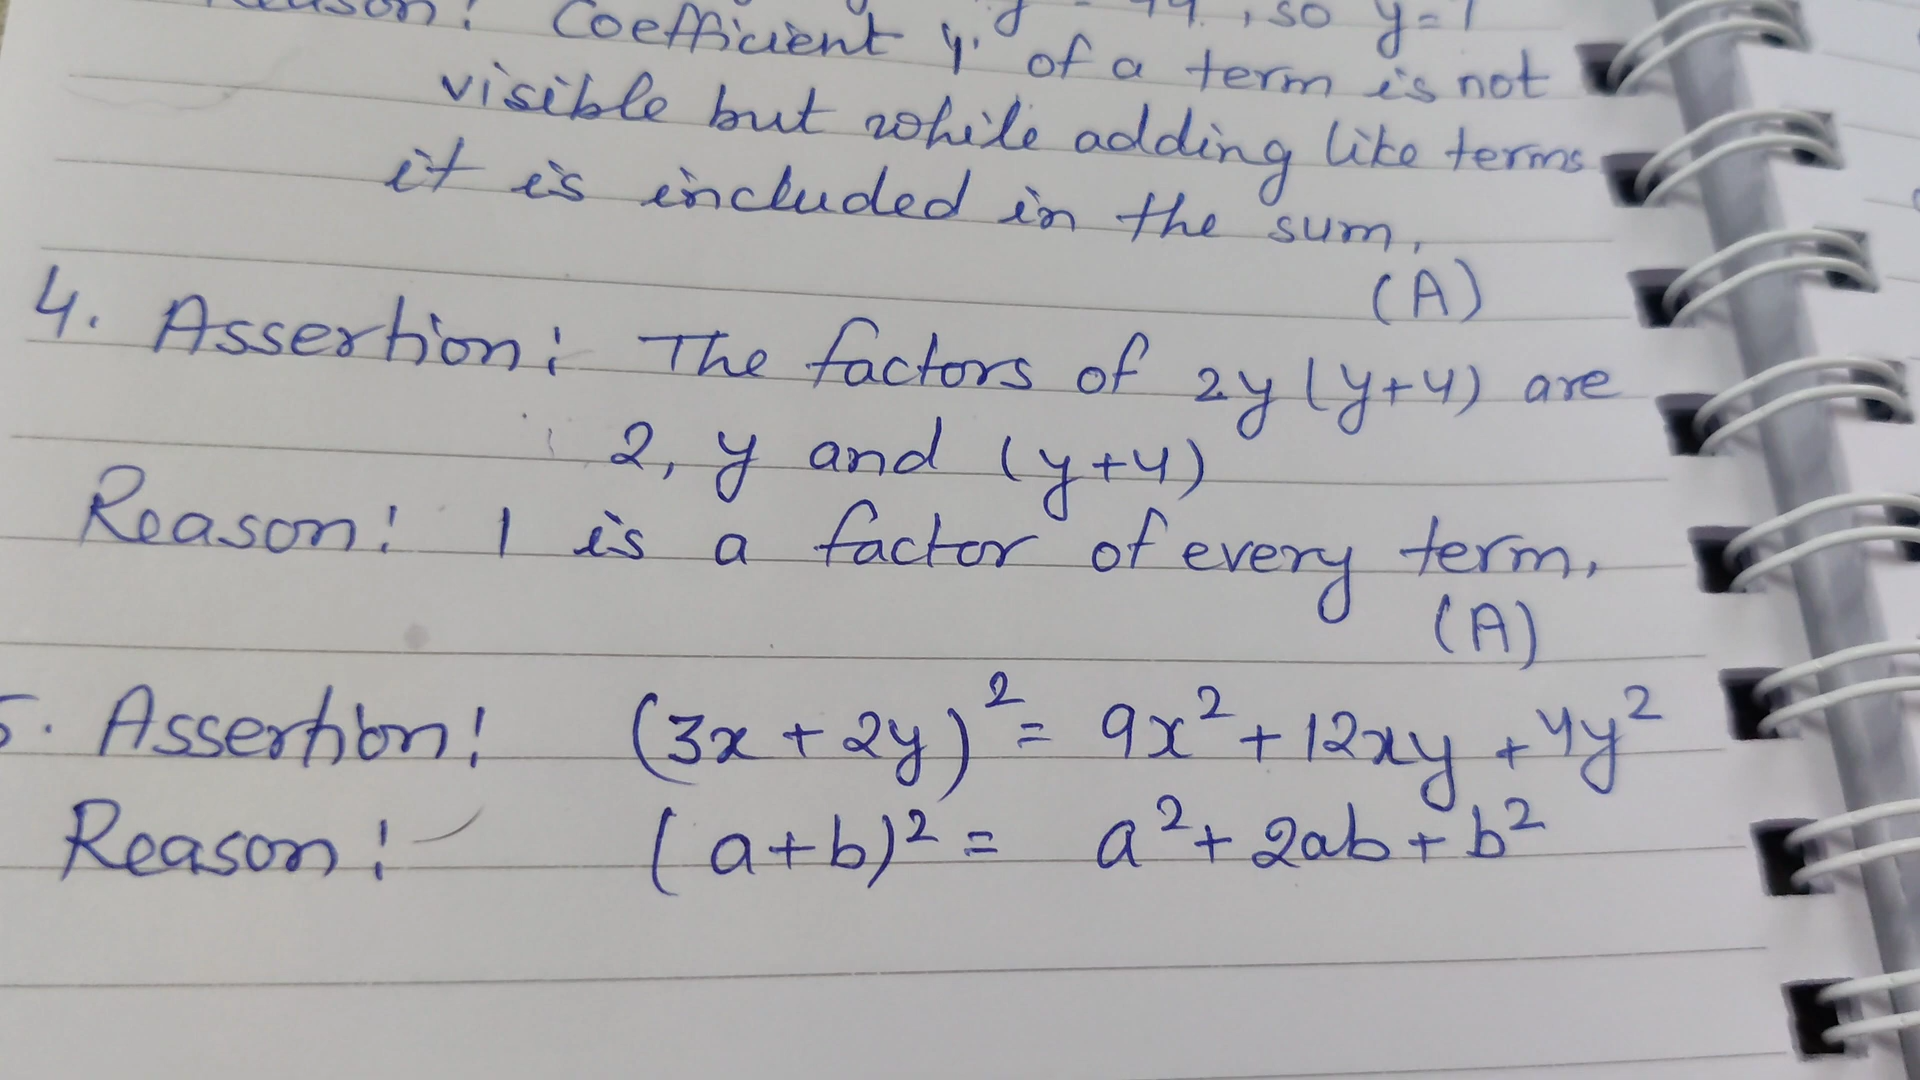 Reason: Coefficient 1, of a term is not
visible but while adding like terms
it is included in the sum.
(A)
4. Assertion: The factors of 2y(y+4) are
2, y and (y+4)
Reason: 1 is a factor of every term.
(A)
5. Assertion: (3x + 2y)² = 9x² + 12xy + 4y²
Reason: (a+b)² = a² + 2ab + b²